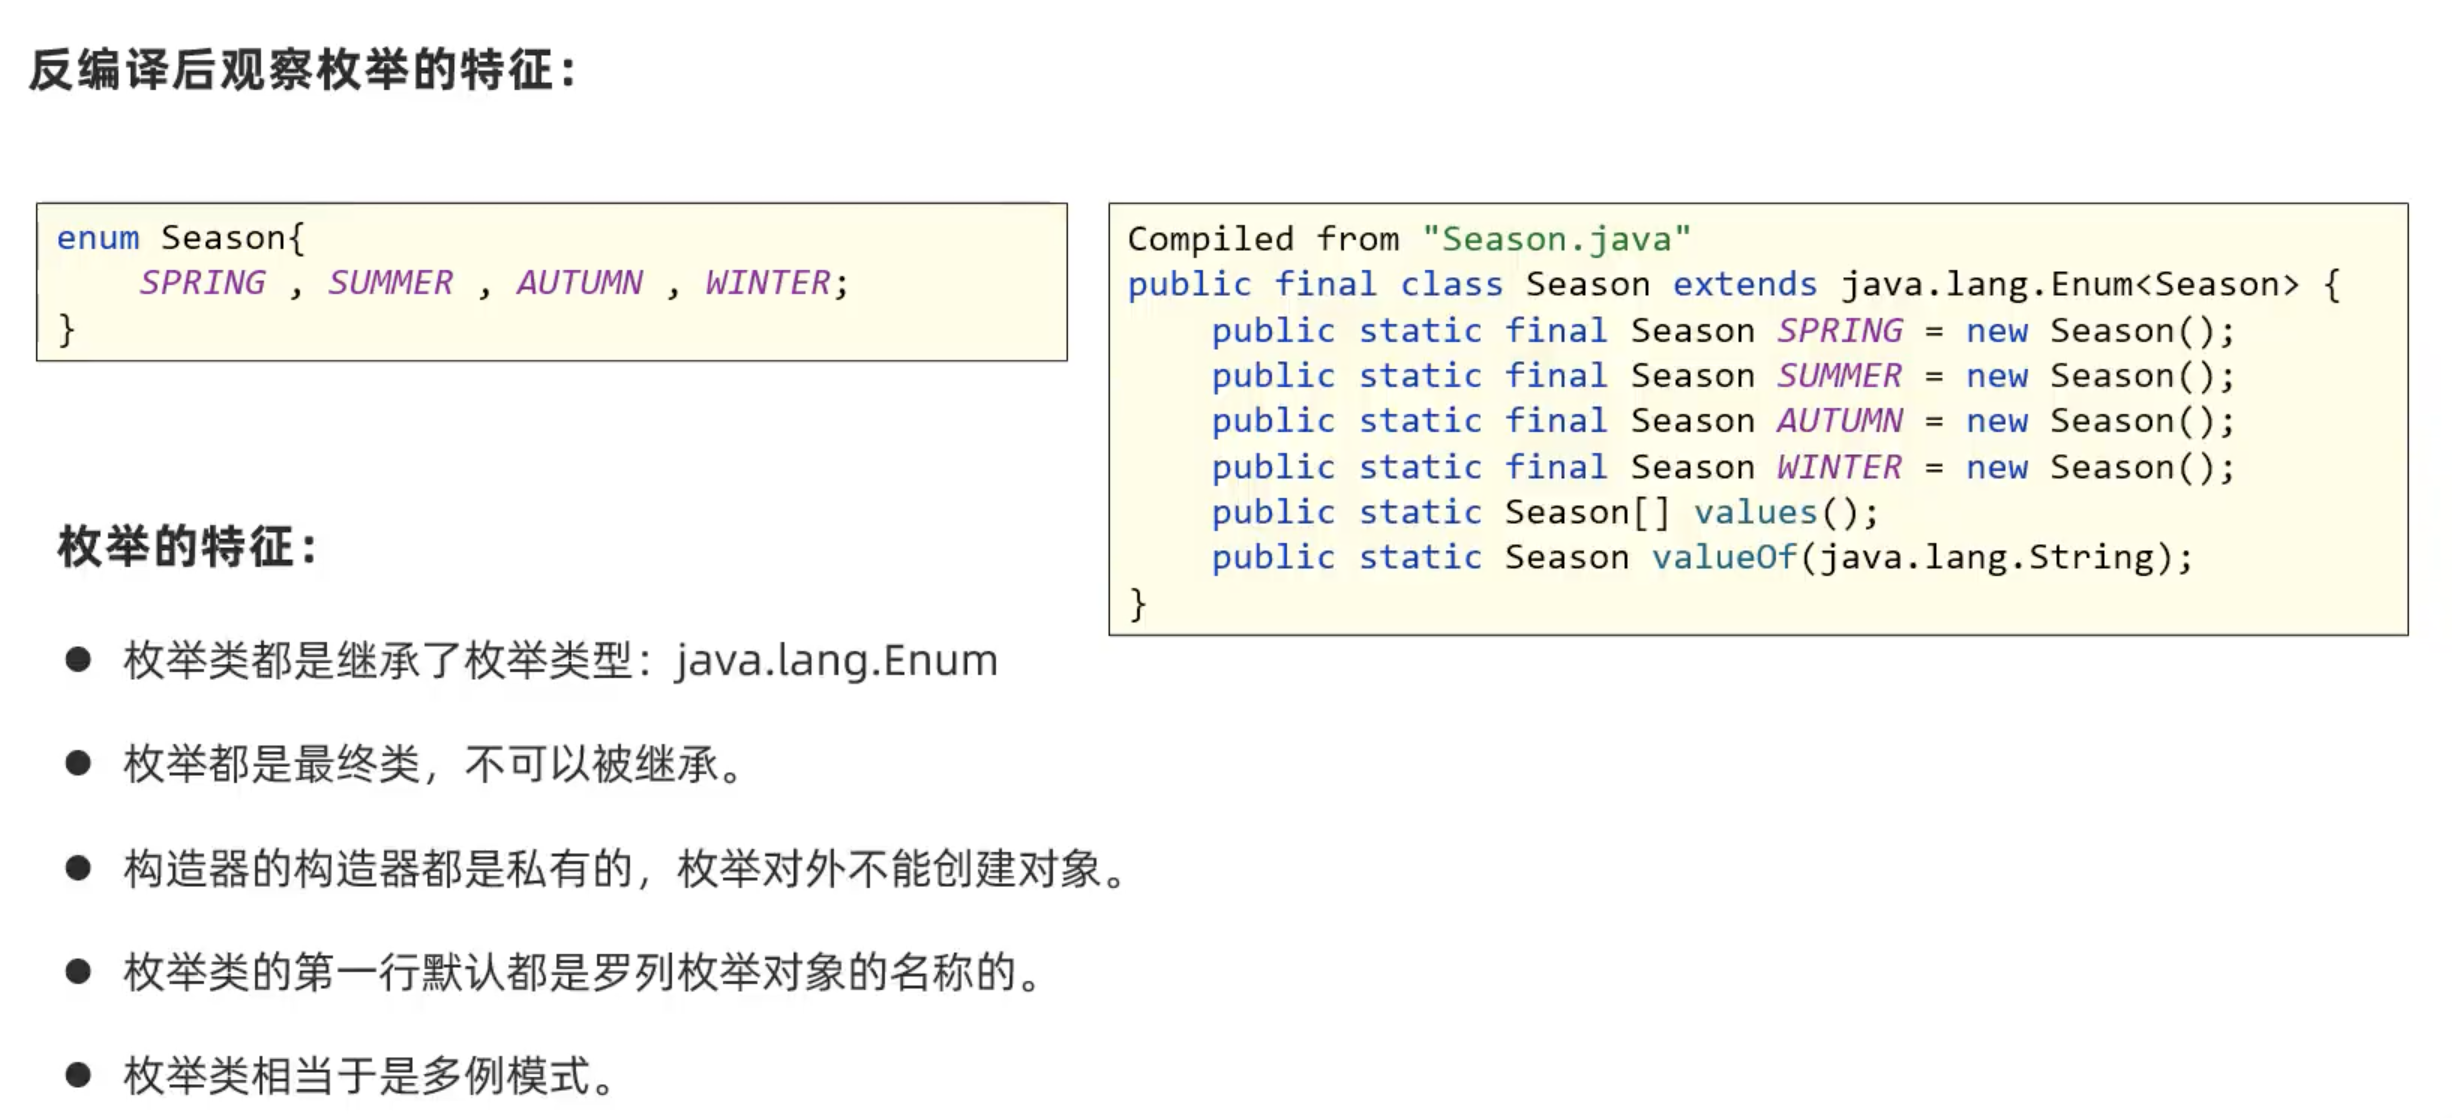 反编译后观察枚举的特征：
enum Season{
    SPRING , SUMMER , AUTUMN , WINTER;
}
Compiled from "Season.java"
public final class Season extends java.lang.Enum<Season> {
    public static final Season SPRING = new Season();
    public static final Season SUMMER = new Season();
    public static final Season AUTUMN = new Season();
    public static final Season WINTER = new Season();
    public static Season[] values();
    public static Season valueOf(java.lang.String);
}
枚举的特征：
● 枚举类都是继承了枚举类型：java.lang.Enum
● 枚举都是最终类，不可以被继承。
● 构造器的构造器都是私有的，枚举对外不能创建对象。
● 枚举类的第一行默认都是罗列枚举对象的名称的。
● 枚举类相当于是多例模式。